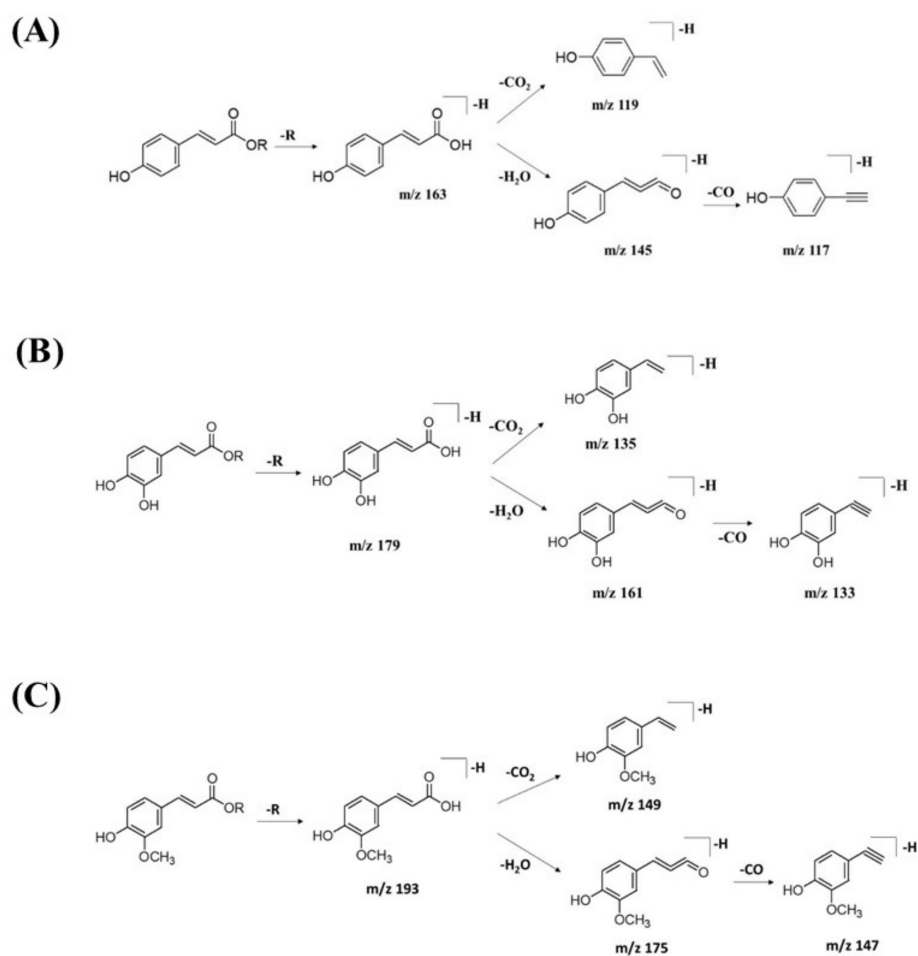 (A)
O
OR
HO
-R
O
OH
HO
-H
m/z 163
-CO₂
HO
-H
m/z 119
-H₂O
O
HO
-H
m/z 145
-CO
HO
-H
m/z 117
(B)
O
OR
HO
OH
-R
O
OH
HO
OH
-H
m/z 179
-CO₂
HO
OH
-H
m/z 135
-H₂O
O
HO
OH
-H
m/z 161
-CO
HO
OH
-H
m/z 133
(C)
O
OR
HO
OCH₃
-R
O
OH
HO
OCH₃
-H
m/z 193
-CO₂
HO
OCH₃
-H
m/z 149
-H₂O
O
HO
OCH₃
-H
m/z 175
-CO
HO
OCH₃
-H
m/z 147